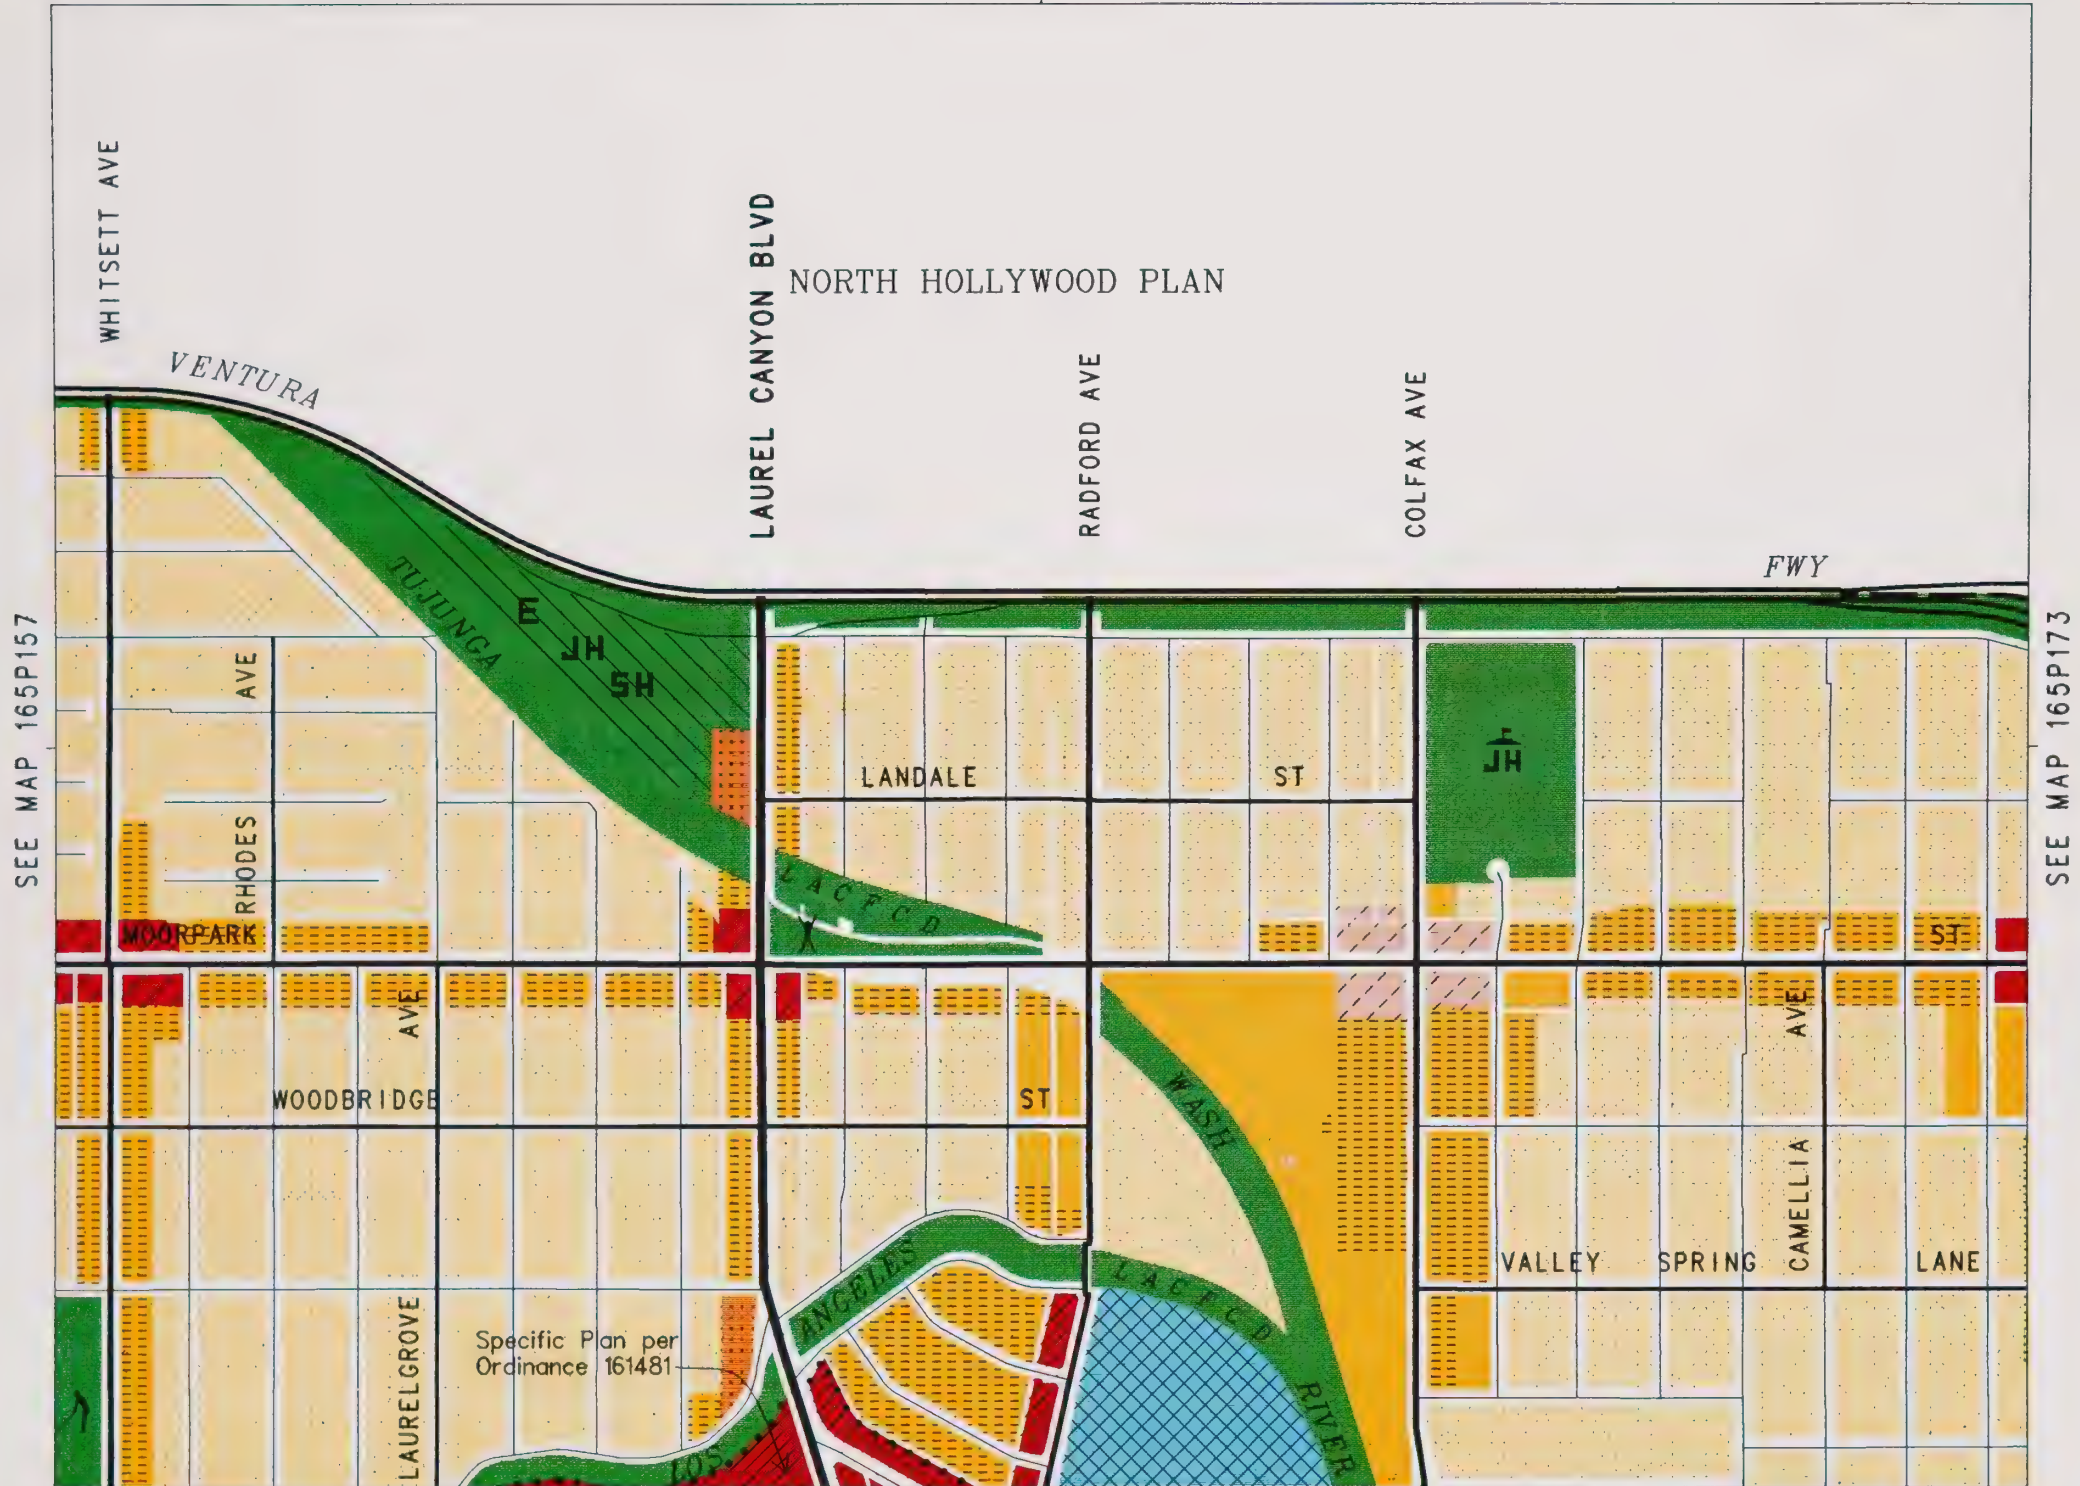 WHITSETT AVE
LAUREL CANYON BLVD
NORTH HOLLYWOOD PLAN
VENTURA
RADFORD AVE
COLFAX AVE
FWY
SEE MAP 165P157
SEE MAP 165P173
TUJUNGA
E
JH
SH
RHODES AVE
LANDALE ST
JH
LACFCD
MOORPARK ST
LAURELGROVE AVE
WOODBRIDGE ST
WASH
CAMELLIA AVE
VALLEY SPRING LANE
LOS ANGELES RIVER
LACFCD
Specific Plan per
Ordinance 161481